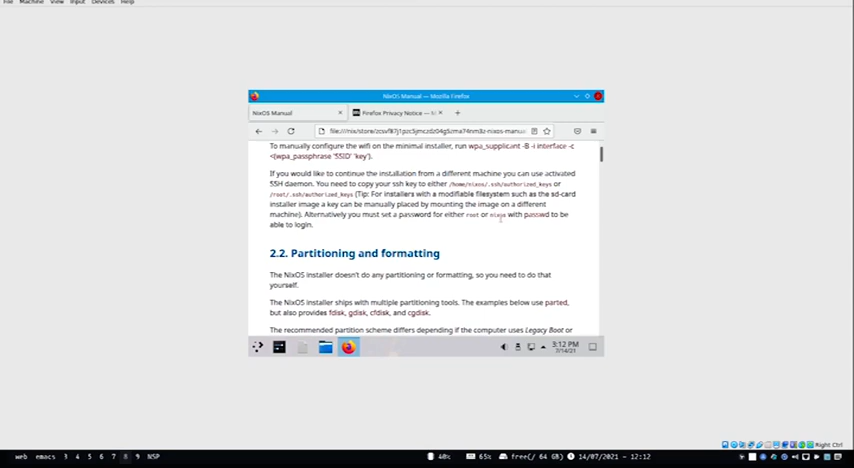 File Machine View Input Devices Help
NixOS Manual — Mozilla Firefox
NixOS Manual
Firefox Privacy Notice —
To manually configure the wifi on the minimal installer, run wpa_supplicant -B -i interface -c
<(wpa_passphrase 'SSID' 'key').
If you would like to continue the installation from a different machine you can use activated
SSH daemon. You need to copy your ssh key to either /home/nixos/.ssh/authorized_keys or
/root/.ssh/authorized_keys (Tip: For installers with a modifiable filesystem such as the sd-card
installer image a key can be manually placed by mounting the image on a different
machine). Alternatively you must set a password for either root or nixos with passwd to be
able to login.
2.2. Partitioning and formatting
The NixOS installer doesn't do any partitioning or formatting, so you need to do that
yourself.
The NixOS installer ships with multiple partitioning tools. The examples below use parted,
but also provides fdisk, gdisk, cfdisk, and cgdisk.
The recommended partition scheme differs depending if the computer uses Legacy Boot or
3:12 PM
7/14/21
Right Ctrl
web emacs 3 4 5 6 7 8 9 NSP
40% 65% free(/ 64 GB) 14/07/2021 - 12:12